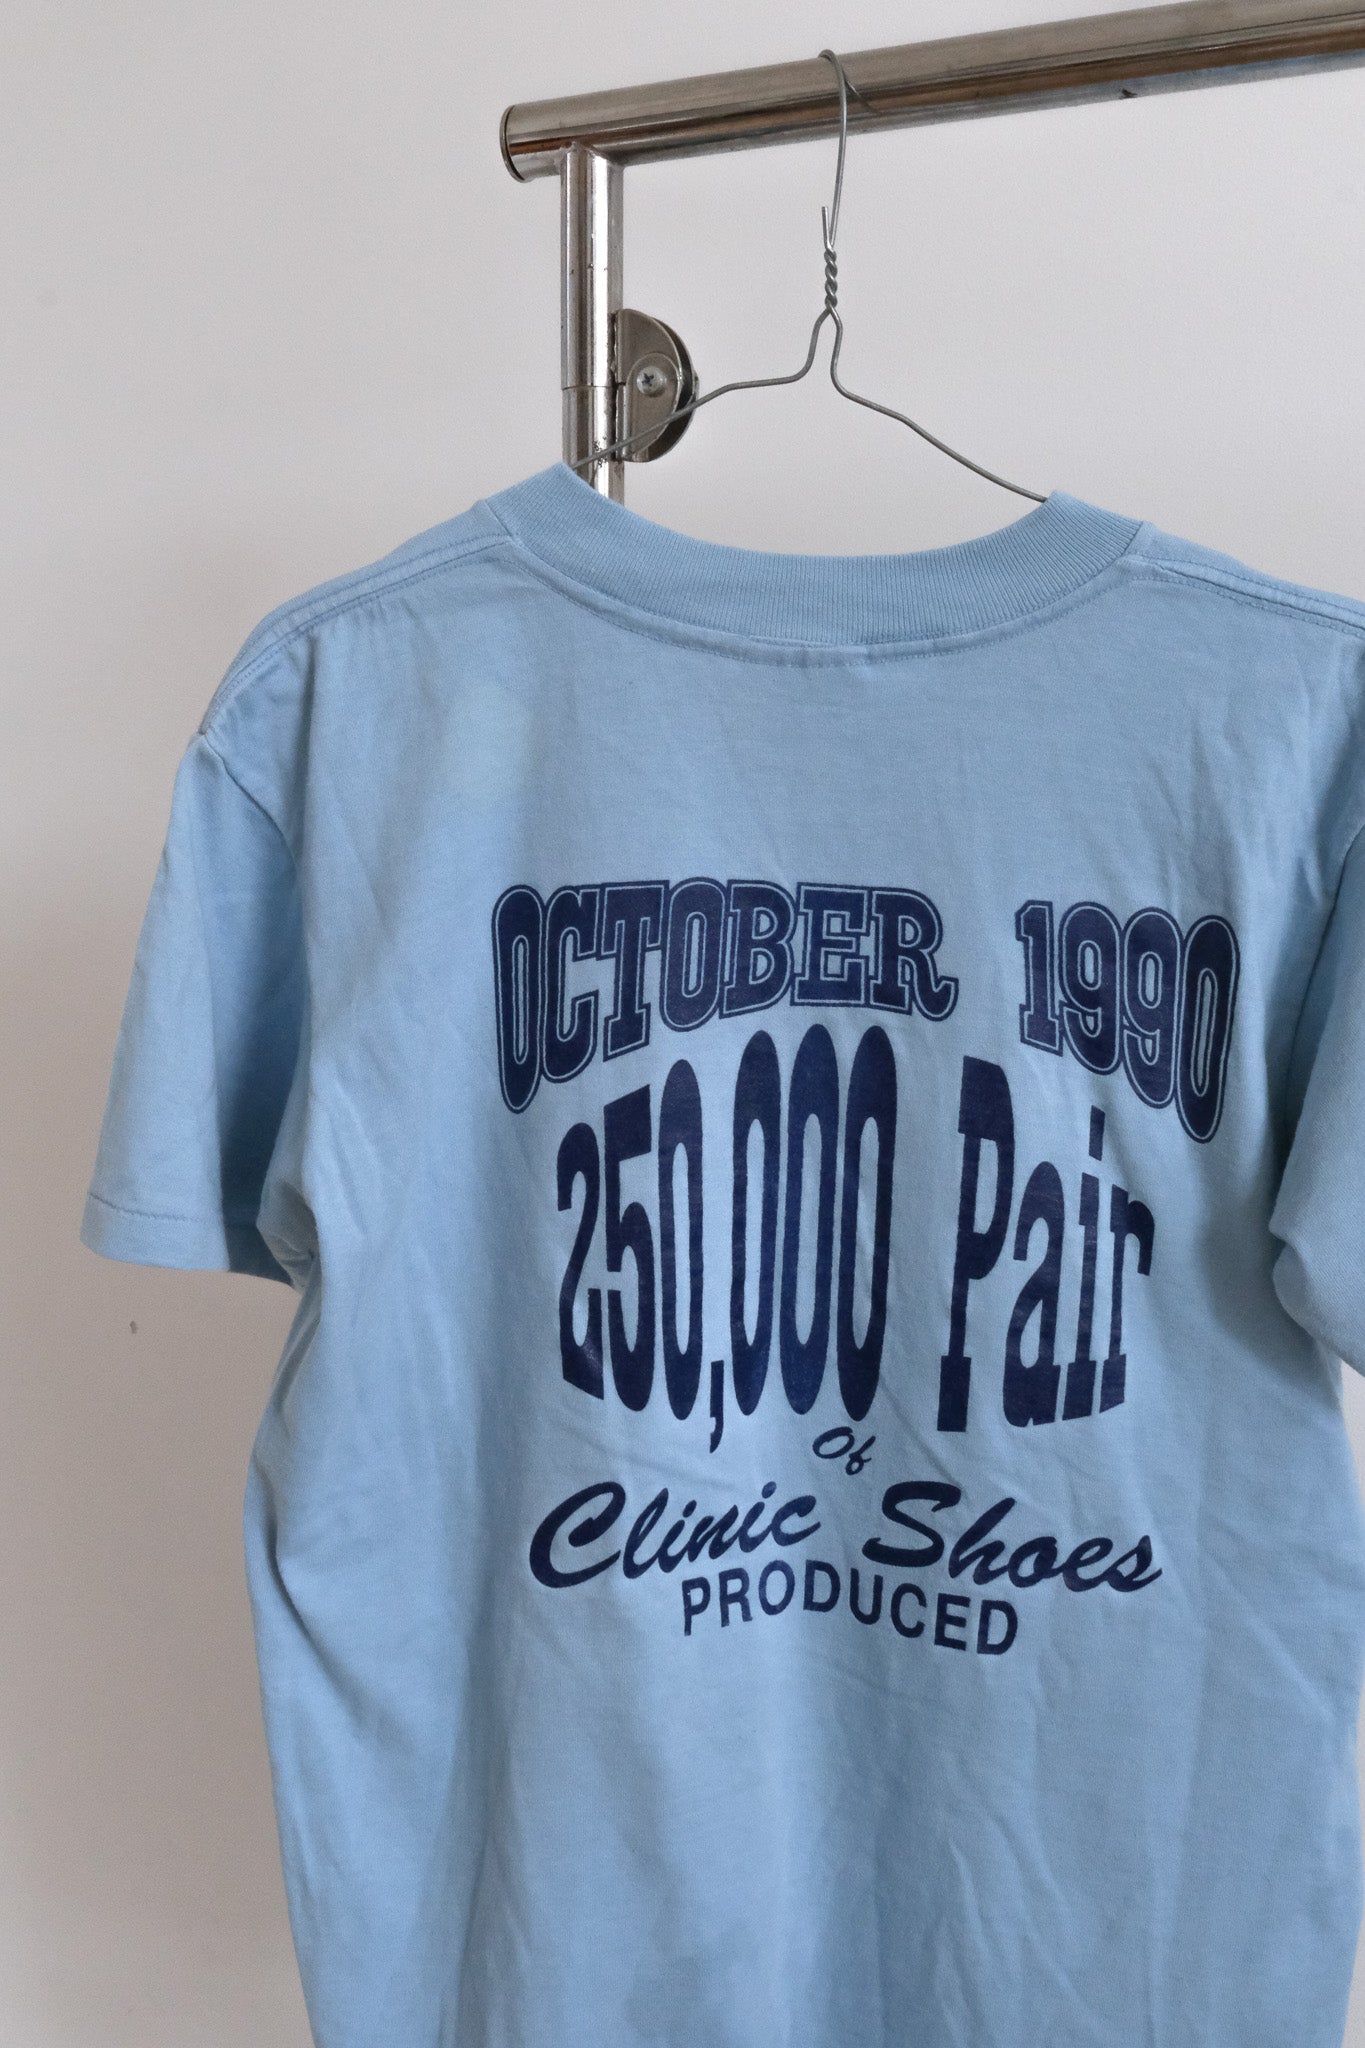 OCTOBER 1990
250,000 Pair
Of
Clinic Shoes
PRODUCED